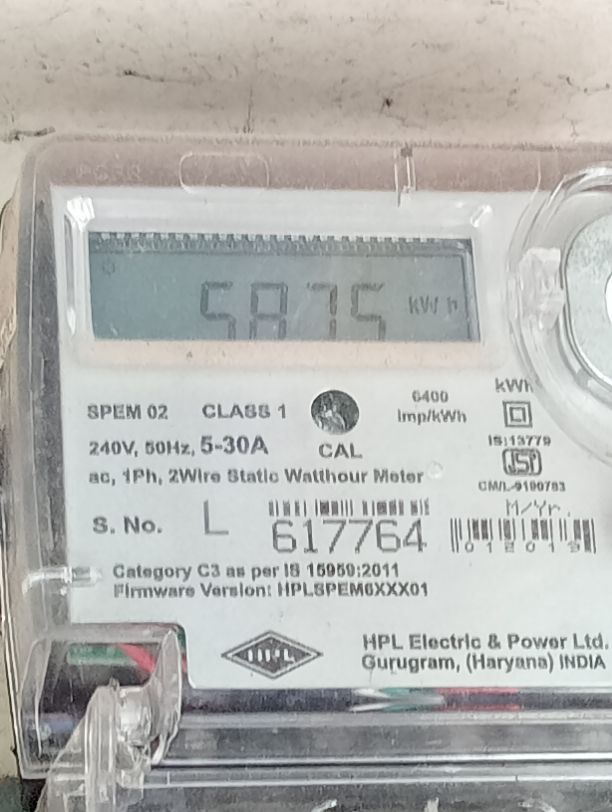 5875 kWh
kWh
SPEM 02 CLASS 1 6400 imp/kWh
240V, 50Hz, 5-30A CAL
IS:13779
ISI
ac, 1Ph, 2Wire Static Watthour Meter
CM/L-9190783
M/Yr.
S. No. L 617764
012019
Category C3 as per IS 15959:2011
Firmware Version: HPLSPEM6XXX01
HPL
HPL Electric & Power Ltd.
Gurugram, (Haryana) INDIA